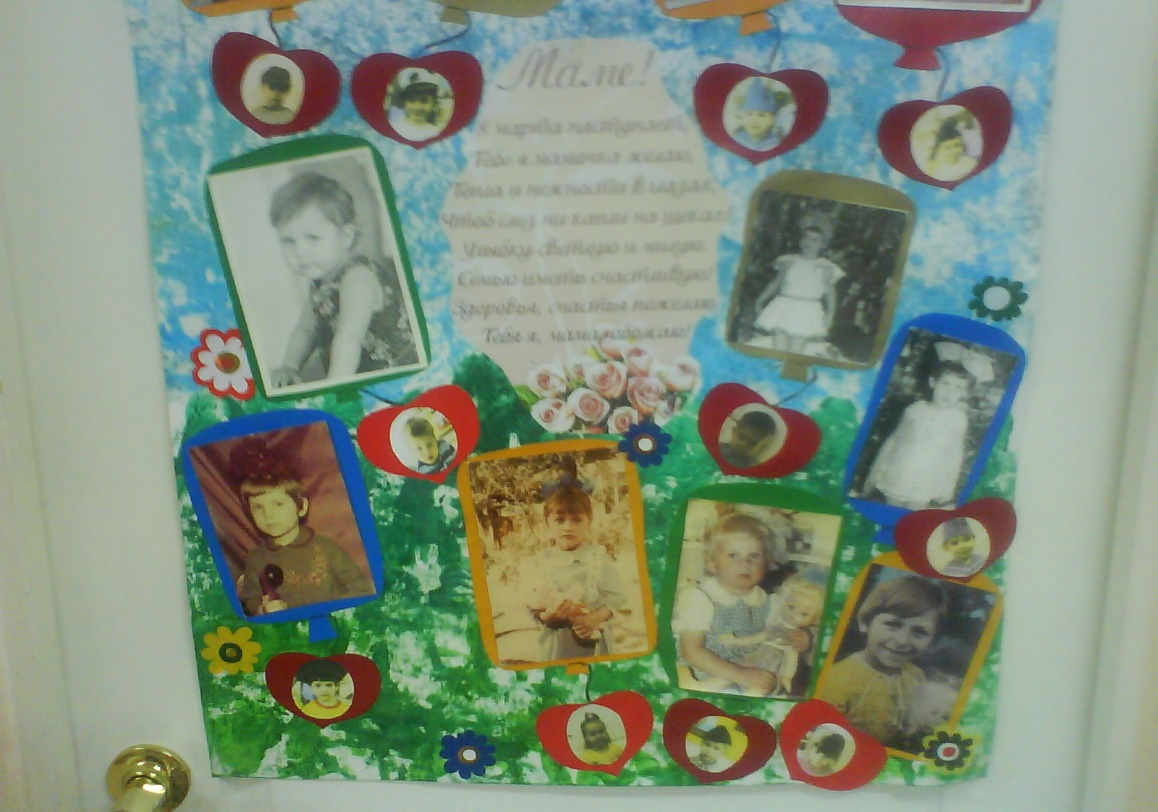 Маме!
8 марта наступает,
Тебе я мамочка желаю,
Тепла и нежности в глазах,
Чтоб слез ни капли на щеках!
Улыбку светлую и милую,
Семью иметь счастливую!
Здоровья, счастья пожелаю
Тебя я, мама, обожаю!